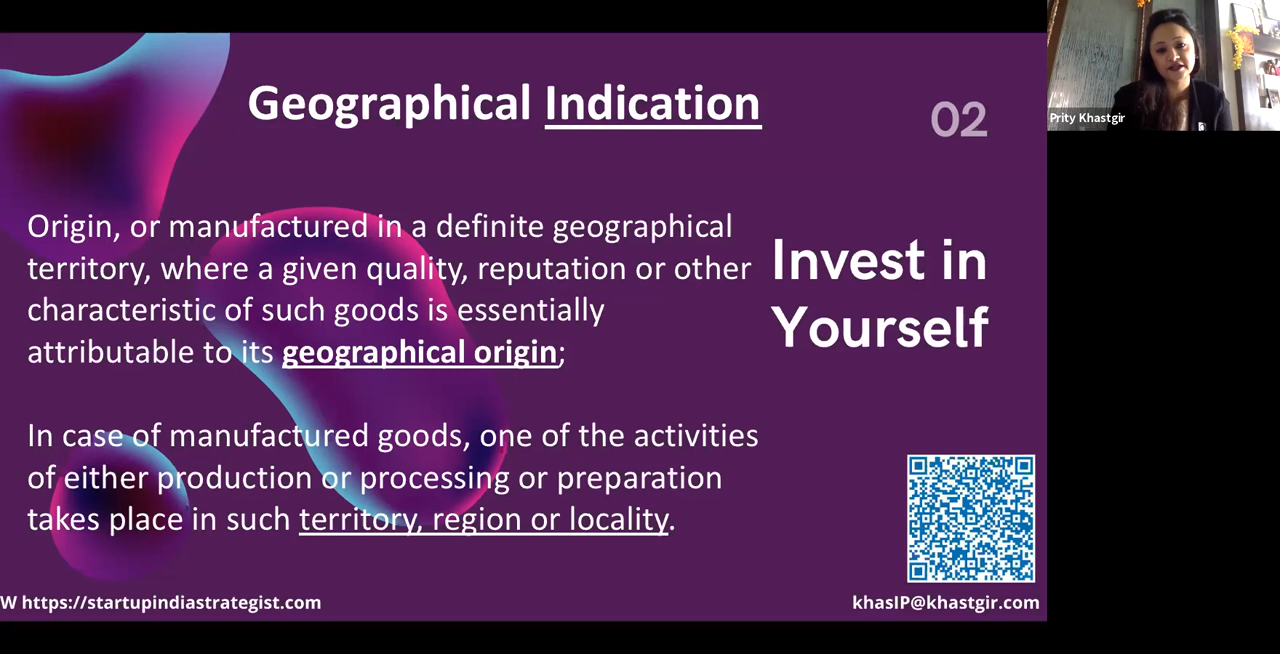 Geographical Indication
02
Prity Khastgir
Origin, or manufactured in a definite geographical
territory, where a given quality, reputation or other
characteristic of such goods is essentially
attributable to its geographical origin;
Invest in
Yourself
In case of manufactured goods, one of the activities
of either production or processing or preparation
takes place in such territory, region or locality.
W https://startupindiastrategist.com
khasIP@khastgir.com